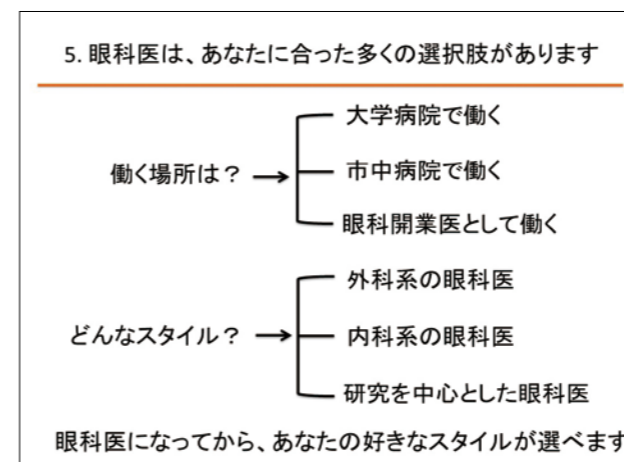 5. 眼科医は、あなたに合った多くの選択肢があります
大学病院で働く
働く場所は？
市中病院で働く
眼科開業医として働く
外科系の眼科医
どんなスタイル？
内科系の眼科医
研究を中心とした眼科医
眼科医になってから、あなたの好きなスタイルが選べます